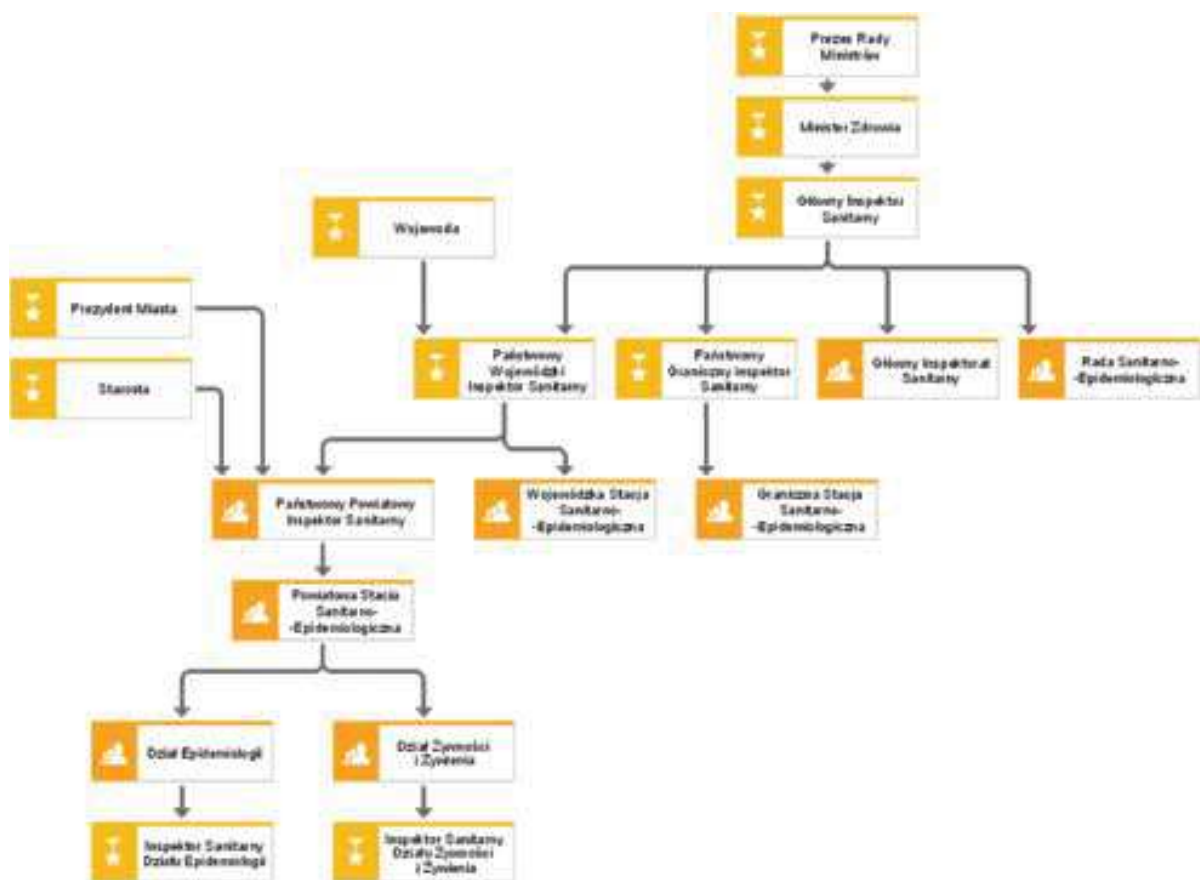 Prezes Rady
Ministrów
Minister Zdrowia
Główny Inspektor
Sanitarny
Wojewoda
Prezydent Miasta
Starosta
Państwowy
Wojewódzki
Inspektor Sanitarny
Państwowy
Graniczny Inspektor
Sanitarny
Główny Inspektorat
Sanitarny
Rada Sanitarno-
-Epidemiologiczna
Państwowy Powiatowy
Inspektor Sanitarny
Wojewódzka Stacja
Sanitarno-
-Epidemiologiczna
Graniczna Stacja
Sanitarno-
-Epidemiologiczna
Powiatowa Stacja
Sanitarno-
-Epidemiologiczna
Dział Epidemiologii
Dział Żywności
i Żywienia
Inspektor Sanitarny
Działu Epidemiologii
Inspektor Sanitarny
Działu Żywności
i Żywienia